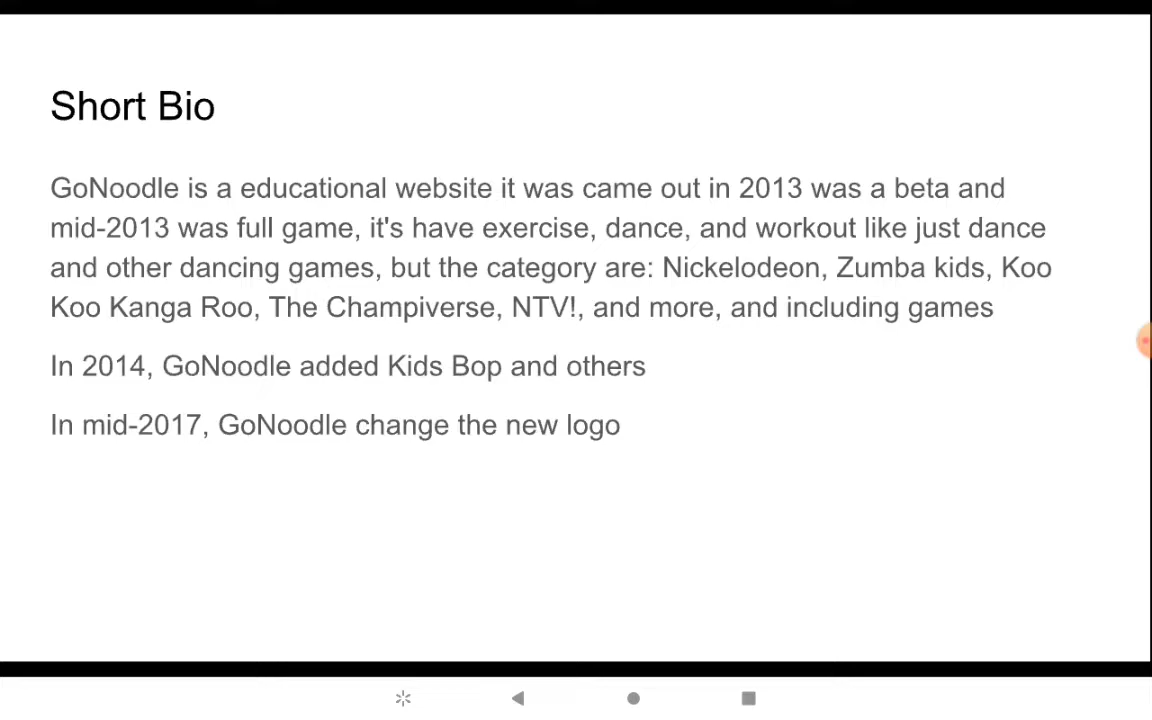 Short Bio
GoNoodle is a educational website it was came out in 2013 was a beta and
mid-2013 was full game, it's have exercise, dance, and workout like just dance
and other dancing games, but the category are: Nickelodeon, Zumba kids, Koo
Koo Kanga Roo, The Champiverse, NTV!, and more, and including games
In 2014, GoNoodle added Kids Bop and others
In mid-2017, GoNoodle change the new logo